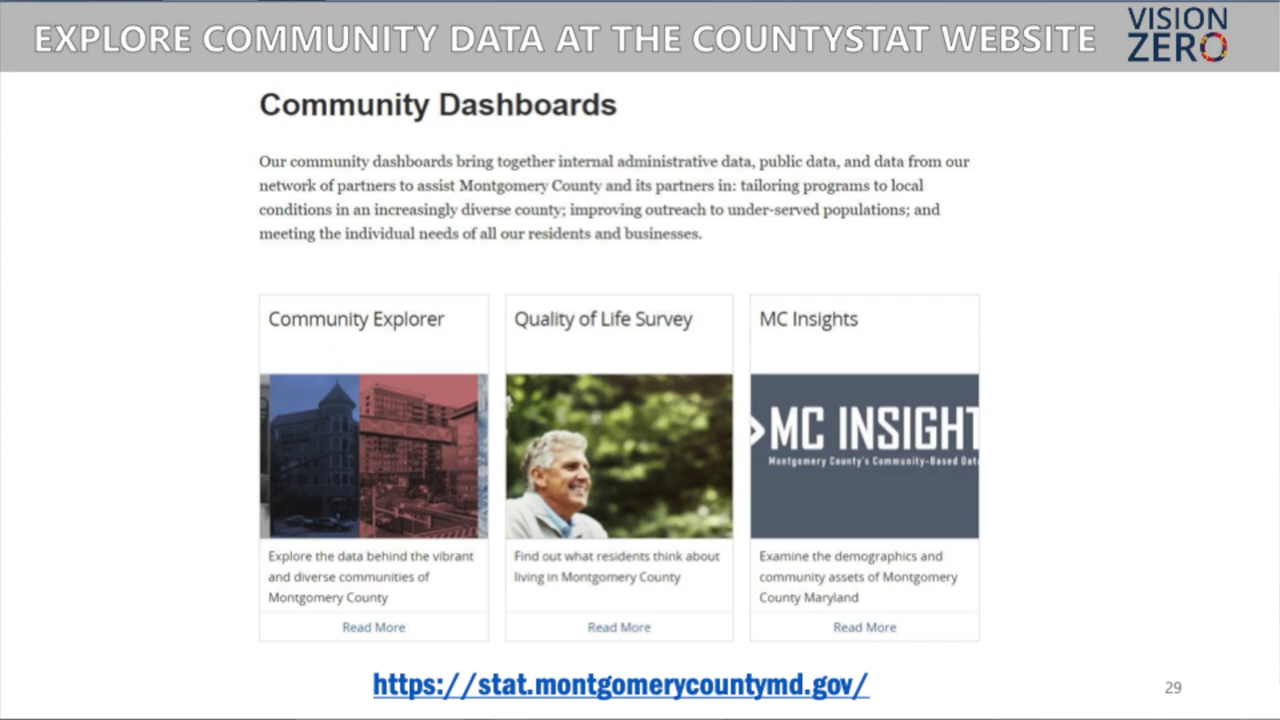 EXPLORE COMMUNITY DATA AT THE COUNTYSTAT WEBSITE
VISION
ZERO
Community Dashboards
Our community dashboards bring together internal administrative data, public data, and data from our
network of partners to assist Montgomery County and its partners in: tailoring programs to local
conditions in an increasingly diverse county; improving outreach to under-served populations; and
meeting the individual needs of all our residents and businesses.
Community Explorer
Explore the data behind the vibrant
and diverse communities of
Montgomery County
Read More
Quality of Life Survey
Find out what residents think about
living in Montgomery County
Read More
MC Insights
MC INSIGHT
Montgomery County's Community-Based Dat
Examine the demographics and
community assets of Montgomery
County Maryland
Read More
https://stat.montgomerycountymd.gov/
29